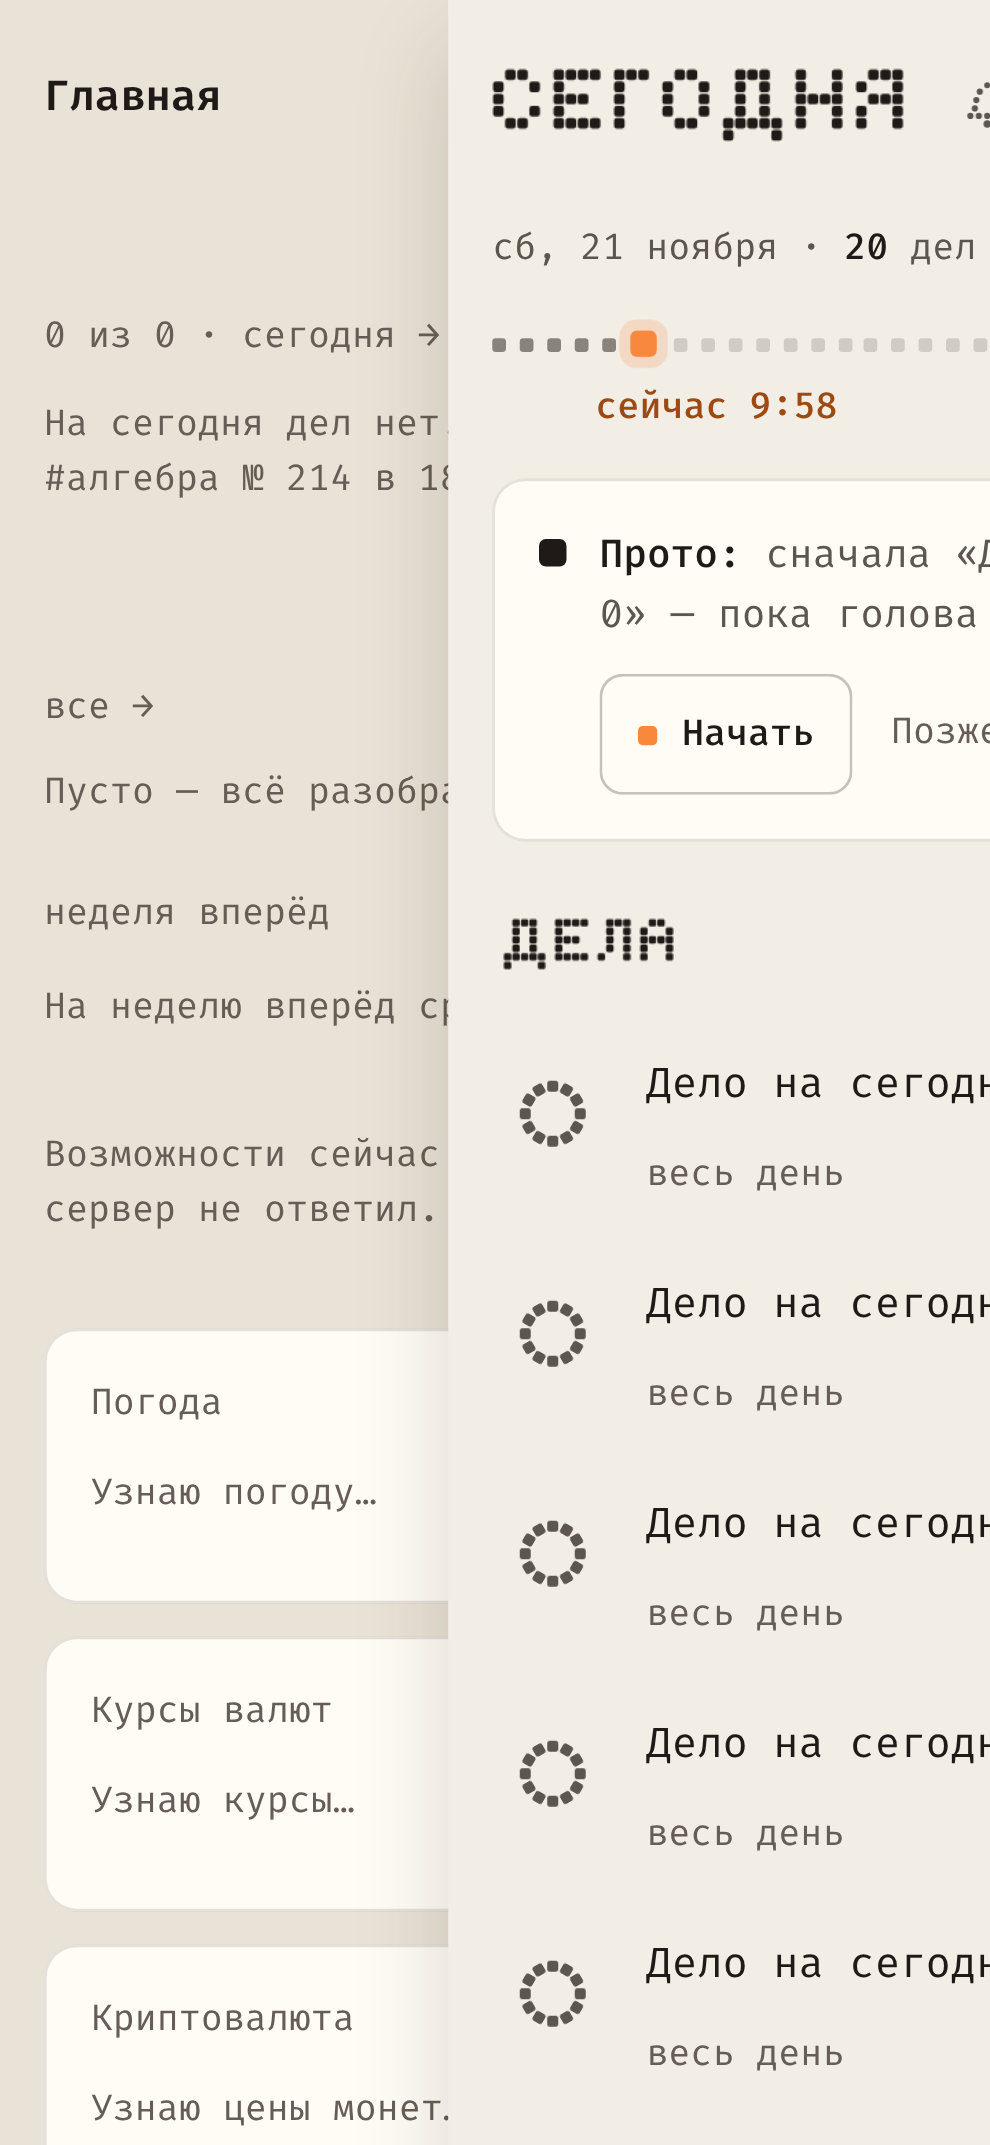 Главная
0 из 0 · сегодня →
На сегодня дел нет.
#алгебра № 214 в 18
все →
Пусто — всё разобра
неделя вперёд
На неделю вперёд ср
Возможности сейчас
сервер не ответил.
Погода
Узнаю погоду…
Курсы валют
Узнаю курсы…
Криптовалюта
Узнаю цены монет.
СЕГОДНЯ
сб, 21 ноября · 20 дел
сейчас 9:58
Прото: сначала «Д
0» — пока голова
Начать
Позже
ДЕЛА
Дело на сегодн
весь день
Дело на сегодн
весь день
Дело на сегодн
весь день
Дело на сегодн
весь день
Дело на сегодн
весь день